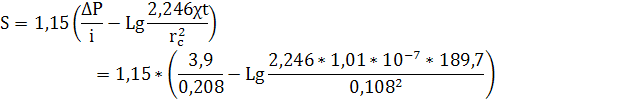 S = 1,15 (ΔP/i − Lg 2,246χt/r_c^2)
= 1,15 ∗ (3,9/0,208 − Lg 2,246 ∗ 1,01 ∗ 10^−7 ∗ 189,7/0,108^2)